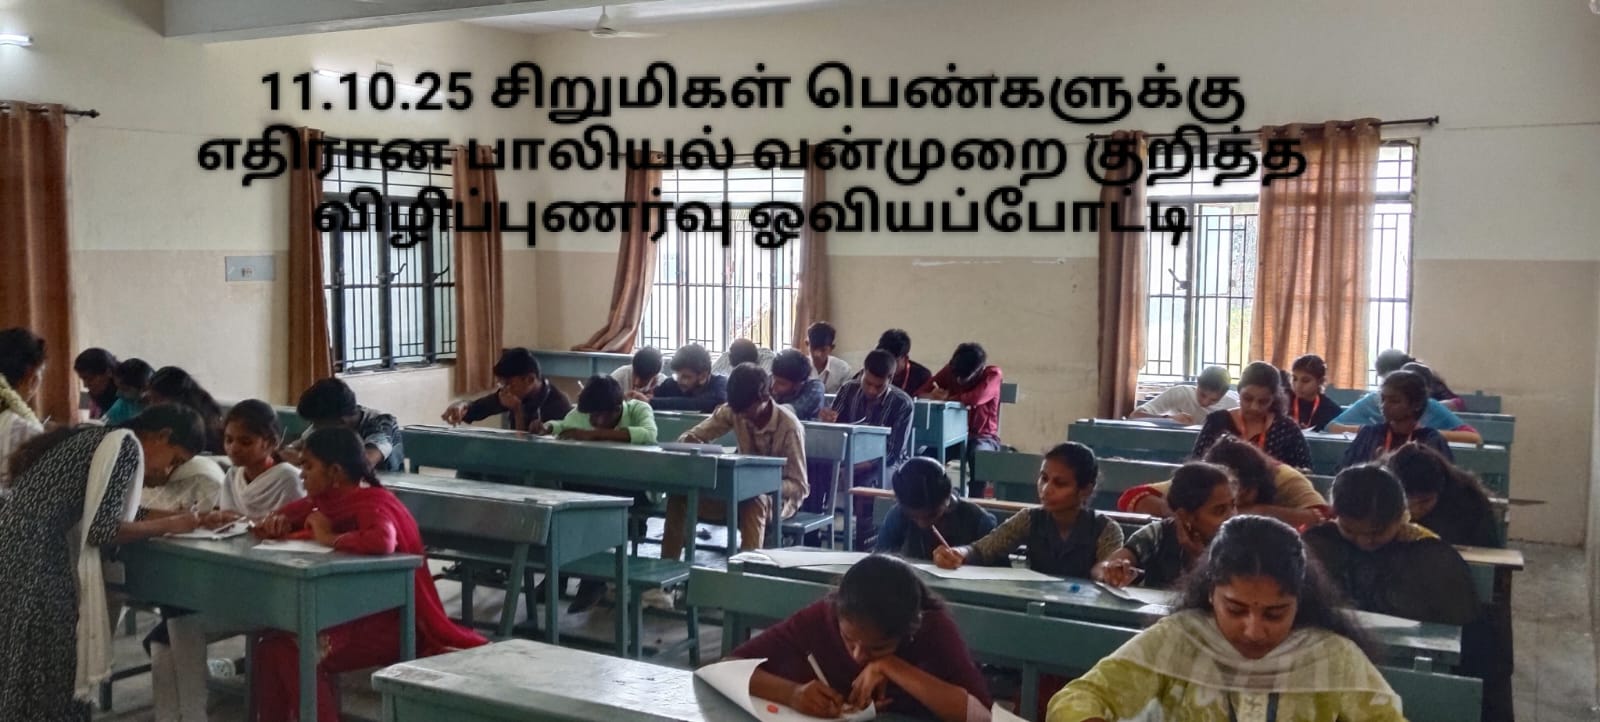 11.10.25 சிறுமிகள் பெண்களுக்கு
எதிரான பாலியல் வன்முறை குறித்த
விழிப்புணர்வு ஓவியப்போட்டி